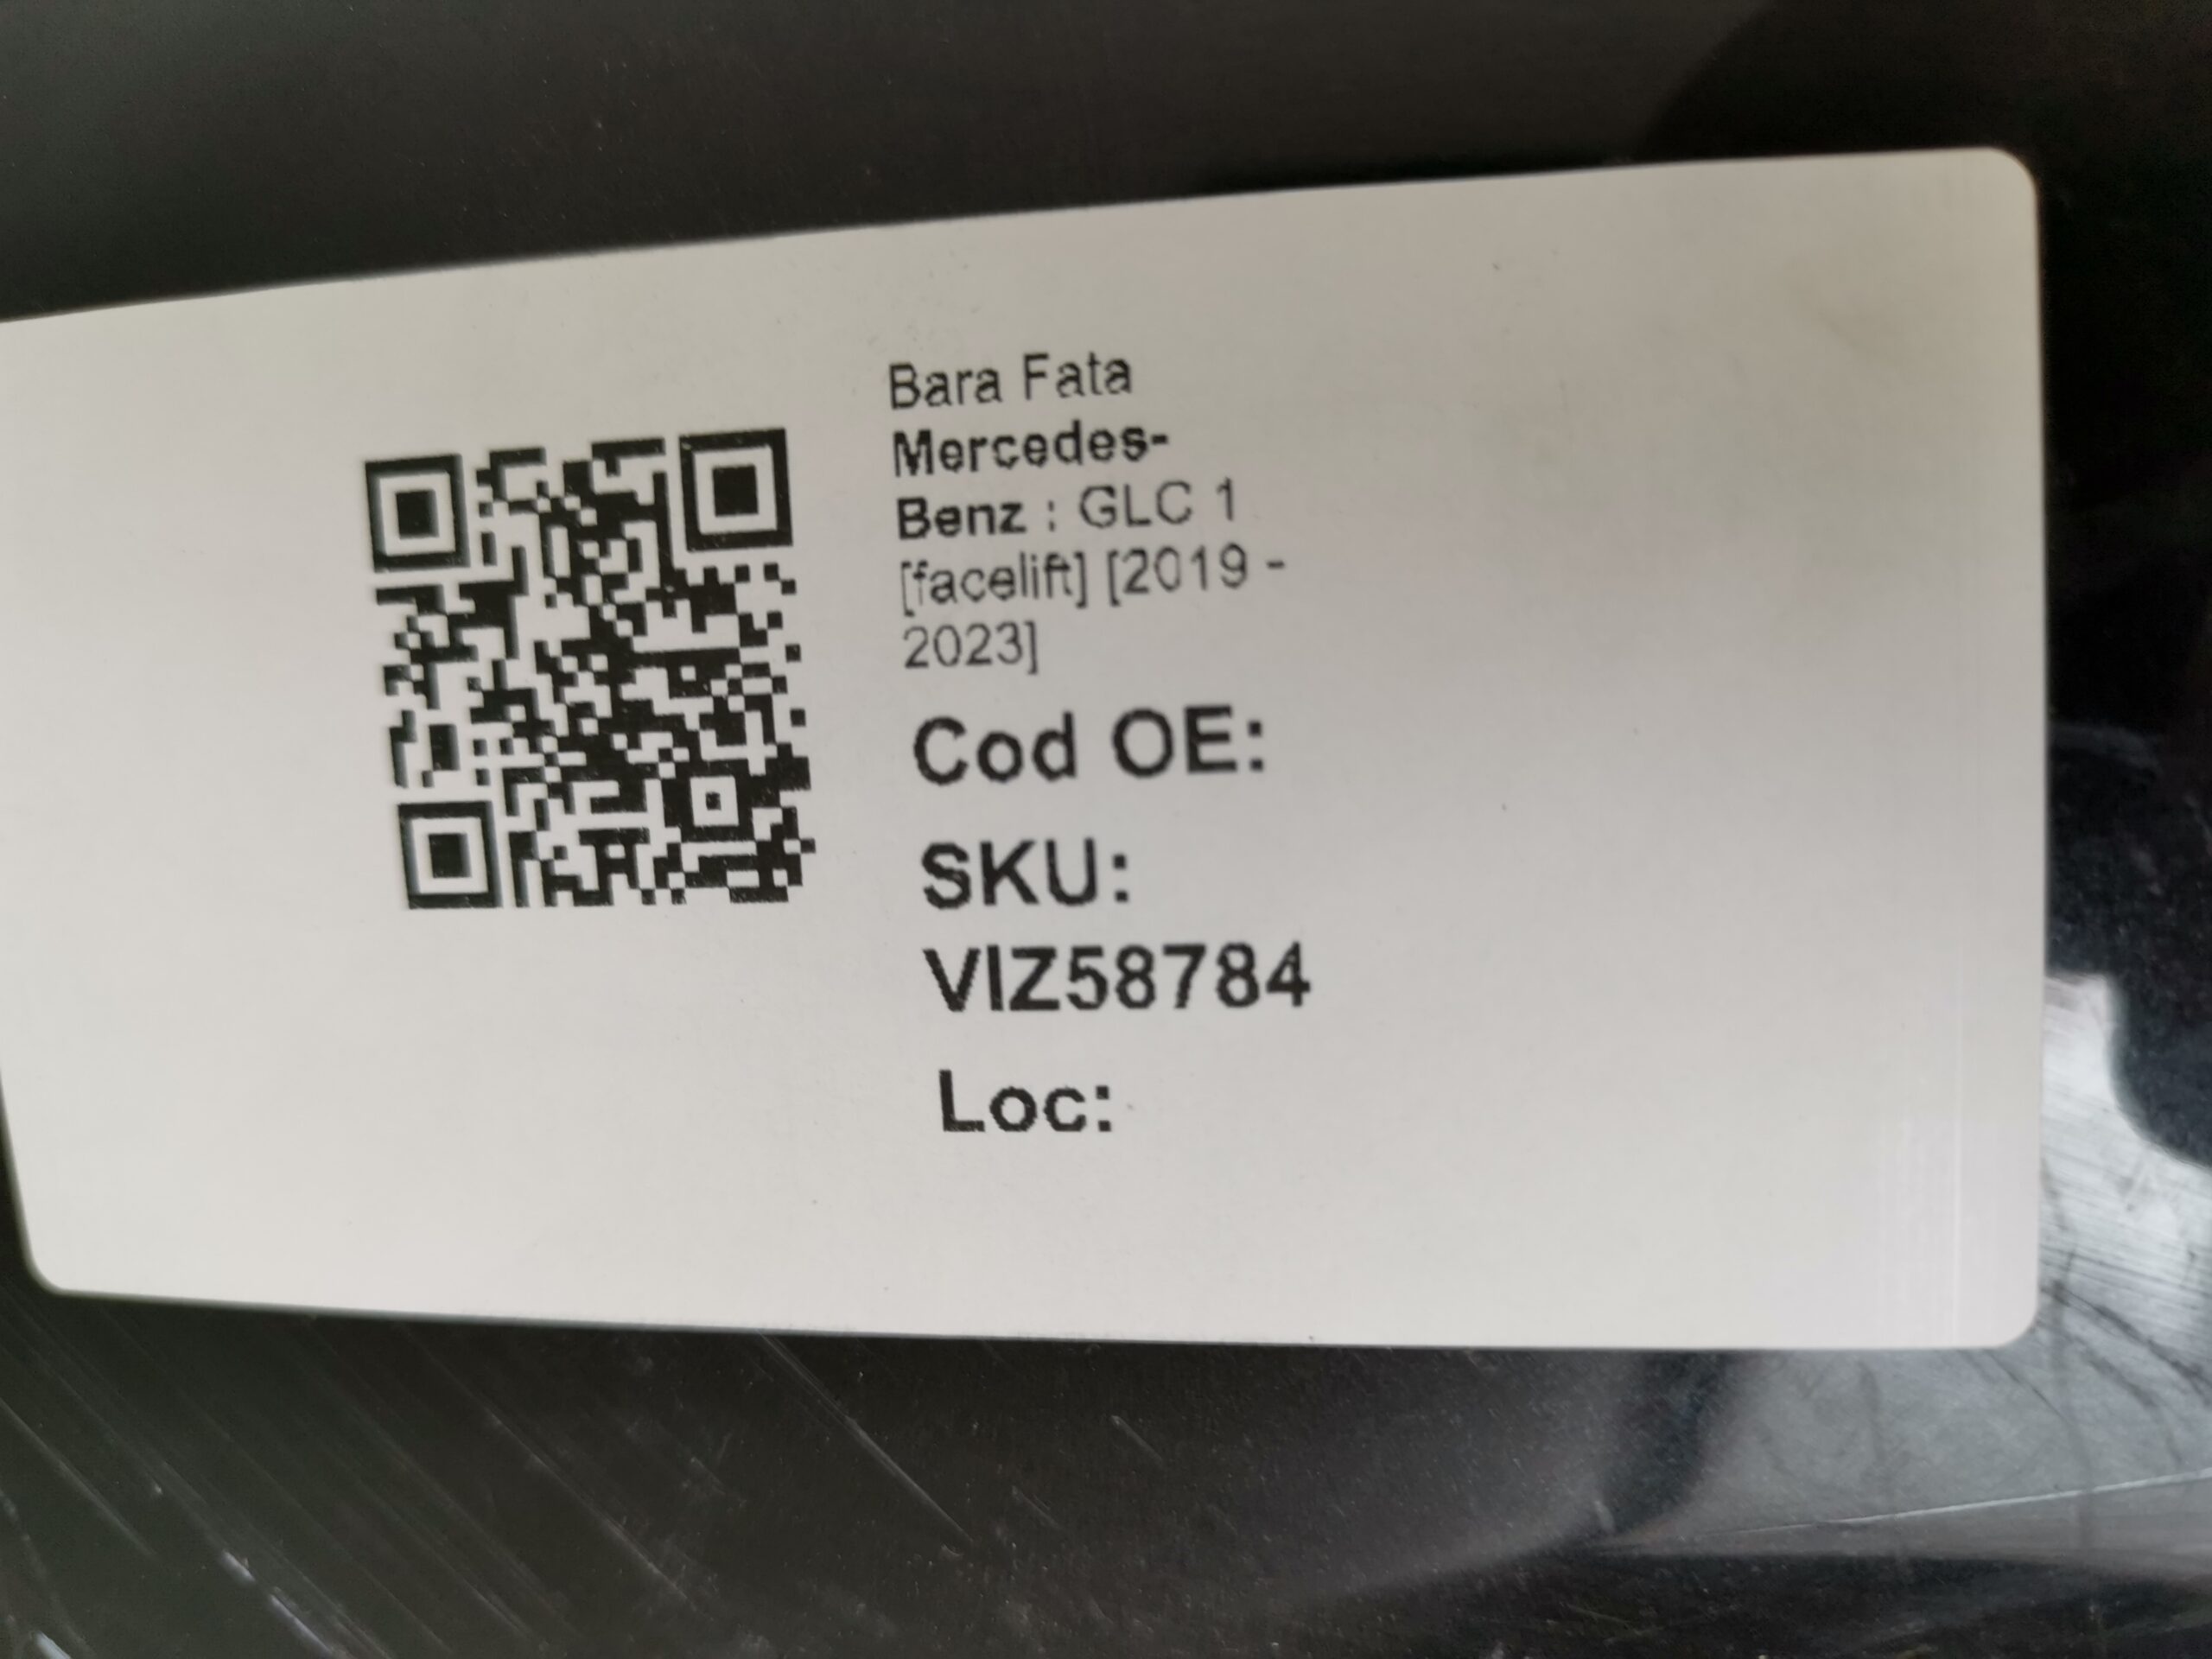 Bara Fata
Mercedes-
Benz : GLC 1
[facelift] [2019 -
2023]
Cod OE:
SKU:
VIZ58784
Loc: